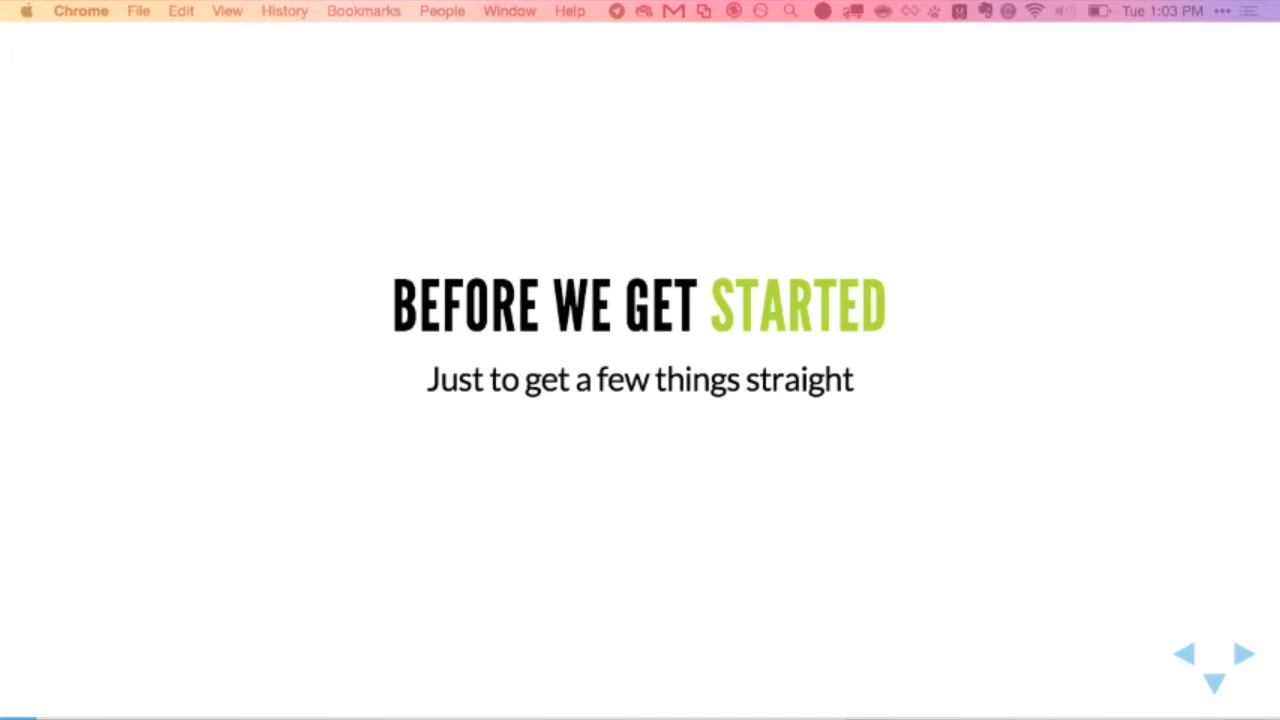 Chrome File Edit View History Bookmarks People Window Help Tue 1:03 PM
BEFORE WE GET STARTED
Just to get a few things straight